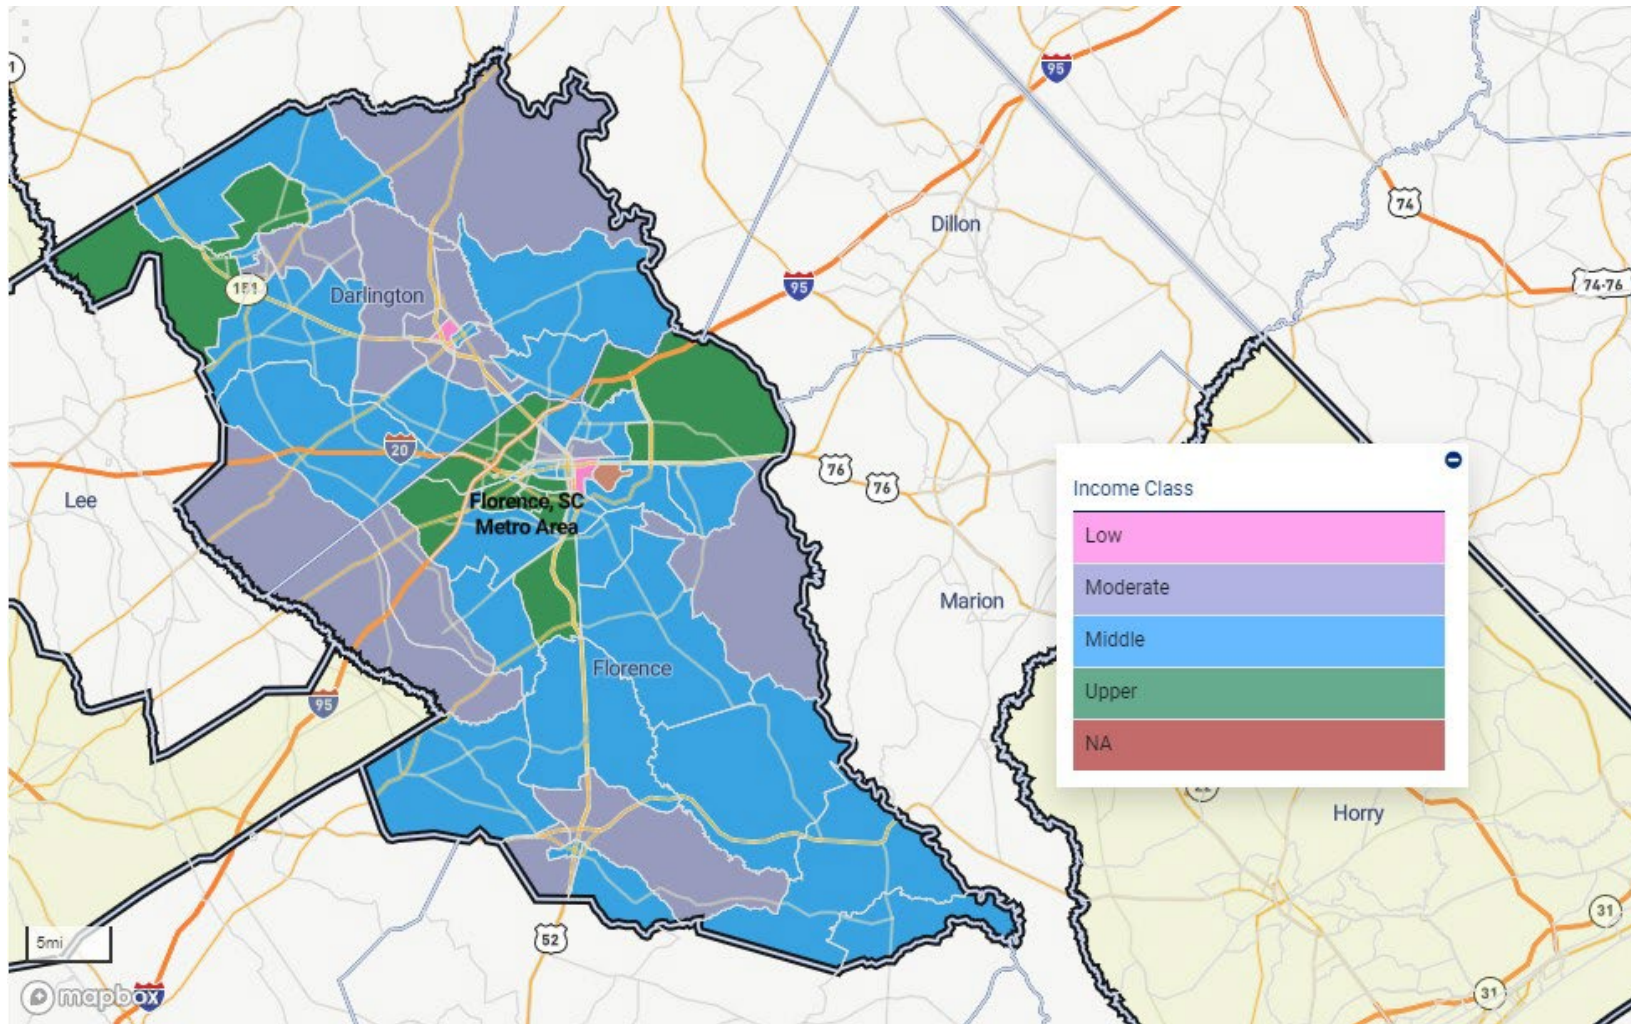 1
95
74
Dillon
95
74-76
151
Darlington
20
76
76
Lee
Florence, SC
Metro Area
Income Class
Low
Moderate
Middle
Upper
NA
Marion
Florence
95
Horry
31
5mi
52
31
mapbox